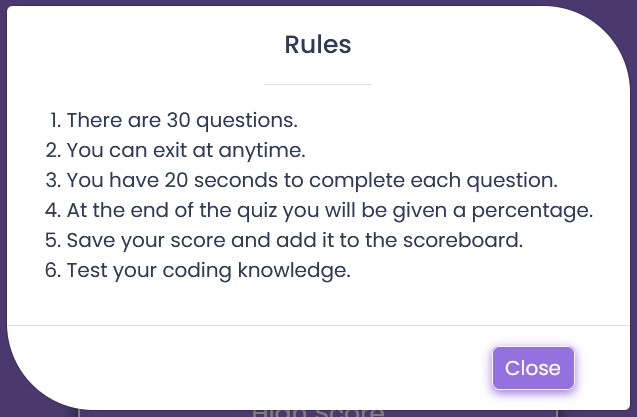 Rules
1. There are 30 questions.
2. You can exit at anytime.
3. You have 20 seconds to complete each question.
4. At the end of the quiz you will be given a percentage.
5. Save your score and add it to the scoreboard.
6. Test your coding knowledge.
Close
High Score